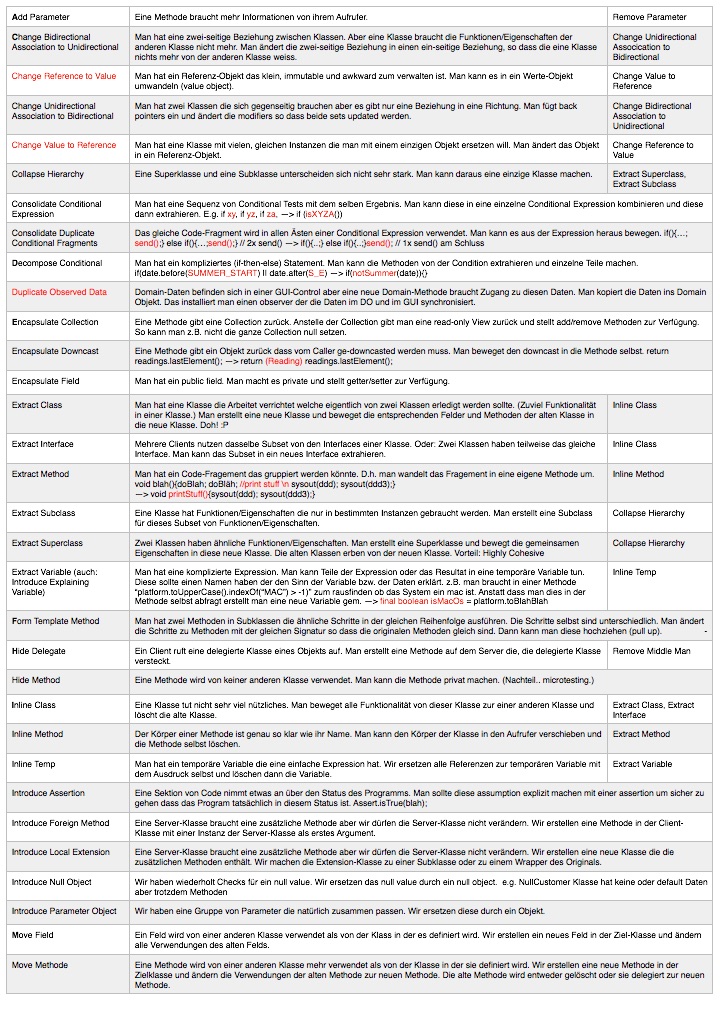 Add Parameter
Eine Methode braucht mehr Informationen von ihrem Aufrufer.
Remove Parameter
Change Bidirectional
Association to Unidirectional
Man hat eine zwei-seitige Beziehung zwischen Klassen. Aber eine Klasse braucht die Funktionen/Eigenschaften der
anderen Klasse nicht mehr. Man ändert die zwei-seitige Beziehung in einen ein-seitige Beziehung, so dass die eine Klasse
nichts mehr von der anderen Klasse weiss.
Change Unidirectional
Assocication to
Bidirectional
Change Reference to Value
Man hat ein Referenz-Objekt das klein, immutable und awkward zum verwalten ist. Man kann es in ein Werte-Objekt
umwandeln (value object).
Change Value to
Reference
Change Unidirectional
Association to Bidirectional
Man hat zwei Klassen die sich gegenseitig brauchen aber es gibt nur eine Beziehung in eine Richtung. Man fügt back
pointers ein und ändert die modifiers so dass beide sets updated werden.
Change Bidirectional
Association to
Unidirectional
Change Value to Reference
Man hat eine Klasse mit vielen, gleichen Instanzen die man mit einem einzigen Objekt ersetzen will. Man ändert das Objekt
in ein Referenz-Objekt.
Change Reference to
Value
Collapse Hierarchy
Eine Superklasse und eine Subklasse unterscheiden sich nicht sehr stark. Man kann daraus eine einzige Klasse machen.
Extract Superclass,
Extract Subclass
Consolidate Conditional
Expression
Man hat eine Sequenz von Conditional Tests mit dem selben Ergebnis. Man kann diese in eine einzelne Conditional Expression kombinieren und diese
dann extrahieren. E.g. if xy, if yz, if za, —> if (isXYZA())
Consolidate Duplicate
Conditional Fragments
Das gleiche Code-Fragment wird in allen Ästen einer Conditional Expression verwendet. Man kann es aus der Expression heraus bewegen. if(){…;
send();} else if(){…;send();} // 2x send() —> if(){..;} else if(){..;}send(); // 1x send() am Schluss
Decompose Conditional
Man hat ein kompliziertes (if-then-else) Statement. Man kann die Methoden von der Condition extrahieren und einzelne Teile machen.
if(date.before(SUMMER_START) || date.after(S_E) —> if(notSummer(date)){}
Duplicate Observed Data
Domain-Daten befinden sich in einer GUI-Control aber eine neue Domain-Methode braucht Zugang zu diesen Daten. Man kopiert die Daten ins Domain
Objekt. Das installiert man einen observer der die Daten im DO und im GUI synchronisiert.
Encapsulate Collection
Eine Methode gibt eine Collection zurück. Anstelle der Collection gibt man eine read-only View zurück und stellt add/remove Methoden zur Verfügung.
So kann man z.B. nicht die ganze Collection null setzen.
Encapsulate Downcast
Eine Methode gibt ein Objekt zurück dass vom Caller ge-downcasted werden muss. Man beweget den downcast in die Methode selbst. return
readings.lastElement(); —> return (Reading) readings.lastElement();
Encapsulate Field
Man hat ein public field. Man macht es private und stellt getter/setter zur Verfügung.
Extract Class
Man hat eine Klasse die Arbeitet verrichtet welche eigentlich von zwei Klassen erledigt werden sollte. (Zuviel Funktionalität
in einer Klasse.) Man erstellt eine neue Klasse und beweget die entsprechenden Felder und Methoden der alten Klasse in
die neue Klasse. Doh! :P
Inline Class
Extract Interface
Mehrere Clients nutzen dasselbe Subset von den Interfaces einer Klasse. Oder: Zwei Klassen haben teilweise das gleiche
Interface. Man kann das Subset in ein neues Interface extrahieren.
Inline Class
Extract Method
Man hat ein Code-Fragement das gruppiert werden könnte. D.h. man wandelt das Fragement in eine eigene Methode um.
void blah(){doBlah; doBläh; //print stuff \n sysout(ddd); sysout(ddd3);}
—> void printStuff(){sysout(ddd); sysout(ddd3;}
Inline Method
Extract Subclass
Eine Klasse hat Funktionen/Eigenschaften die nur in bestimmten Instanzen gebraucht werden. Man erstellt eine Subclass
für dieses Subset von Funktionen/Eigenschaften.
Collapse Hierarchy
Extract Superclass
Zwei Klassen haben ähnliche Funktionen/Eigenschaften. Man erstellt eine Superklasse und bewegt die gemeinsamen
Eigenschaften in diese neue Klasse. Die alten Klassen erben von der neuen Klasse. Vorteil: Highly Cohesive
Collapse Hierarchy
Extract Variable (auch:
Introduce Explaining
Variable)
Man hat eine komplizierte Expression. Man kann Teile der Expression oder das Resultat in eine temporäre Variable tun.
Diese sollte einen Namen haben der den Sinn der Variable bzw. der Daten erklärt. z.B. man braucht in einer Methode
“platform.toUpperCase().indexOf(“MAC”) > -1)” zum rausfinden ob das System ein mac ist. Anstatt dass man dies in der
Methode selbst abfragt erstellt man eine neue Variable gem. —> final boolean isMacOs = platform.toBlahBlah
Inline Temp
Form Template Method
Man hat zwei Methoden in Subklassen die ähnliche Schritte in der gleichen Reihenfolge ausführen. Die Schritte selbst sind unterschiedlich. Man ändert
die Schritte zu Methoden mit der gleichen Signatur so dass die originalen Methoden gleich sind. Dann kann man diese hochziehen (pull up). -
Hide Delegate
Ein Client ruft eine delegierte Klasse eines Objekts auf. Man erstellt eine Methode auf dem Server die, die delegierte Klasse
versteckt.
Remove Middle Man
Hide Method
Eine Methode wird von keiner anderen Klasse verwendet. Man kann die Methode privat machen. (Nachteil.. microtesting.)
Inline Class
Eine Klasse tut nicht sehr viel nützliches. Man beweget alle Funktionalität von dieser Klasse zur einer anderen Klasse und
löscht die alte Klasse.
Extract Class, Extract
Interface
Inline Method
Der Körper einer Methode ist genau so klar wie ihr Name. Man kann den Körper der Klasse in den Aufrufer verschieben und
die Methode selbst löschen.
Extract Method
Inline Temp
Man hat ein temporäre Variable die eine einfache Expression hat. Wir ersetzen alle Referenzen zur temporären Variable mit
dem Ausdruck selbst und löschen dann die Variable.
Extract Variable
Introduce Assertion
Eine Sektion von Code nimmt etwas an über den Status des Programms. Man sollte diese assumption explizit machen mit einer assertion um sicher zu
gehen dass das Program tatsächlich in diesem Status ist. Assert.isTrue(blah);
Introduce Foreign Method
Eine Server-Klasse braucht eine zusätzliche Methode aber wir dürfen die Server-Klasse nicht verändern. Wir erstellen eine Methode in der Client-
Klasse mit einer Instanz der Server-Klasse als erstes Argument.
Introduce Local Extension
Eine Server-Klasse braucht eine zusätzliche Methode aber wir dürfen die Server-Klasse nicht verändern. Wir erstellen eine neue Klasse die die
zusätzlichen Methoden enthält. Wir machen die Extension-Klasse zu einer Subklasse oder zu einem Wrapper des Originals.
Introduce Null Object
Wir haben wiederholt Checks für ein null value. Wir ersetzen das null value durch ein null object. e.g. NullCustomer Klasse hat keine oder default Daten
aber trotzdem Methoden
Introduce Parameter Object
Wir haben eine Gruppe von Parameter die natürlich zusammen passen. Wir ersetzen diese durch ein Objekt.
Move Field
Ein Feld wird von einer anderen Klasse verwendet als von der Klass in der es definiert wird. Wir erstellen ein neues Feld in der Ziel-Klasse und ändern
alle Verwendungen des alten Felds.
Move Methode
Eine Methode wird von einer anderen Klasse mehr verwendet als von der Klasse in der sie definiert wird. Wir erstellen eine neue Methode in der
Zielklasse und ändern die Verwendungen der alten Methode zur neuen Methode. Die alte Methode wird entweder gelöscht oder sie delegiert zur neuen
Methode.